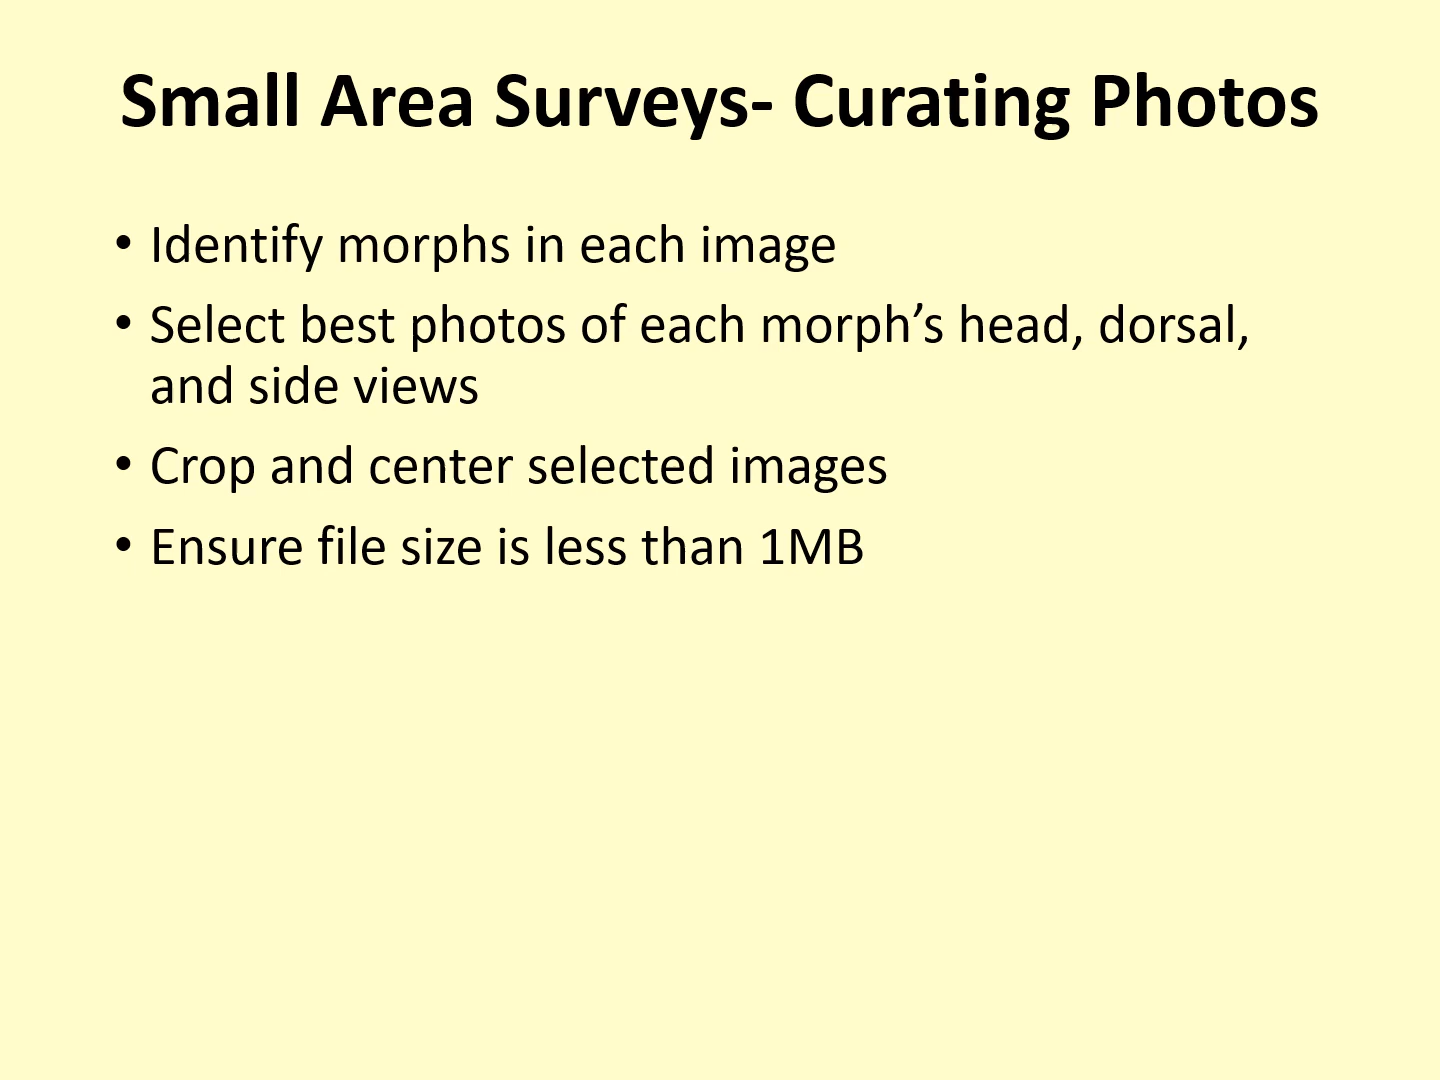 Small Area Surveys- Curating Photos
• Identify morphs in each image
• Select best photos of each morph’s head, dorsal,
and side views
• Crop and center selected images
• Ensure file size is less than 1MB